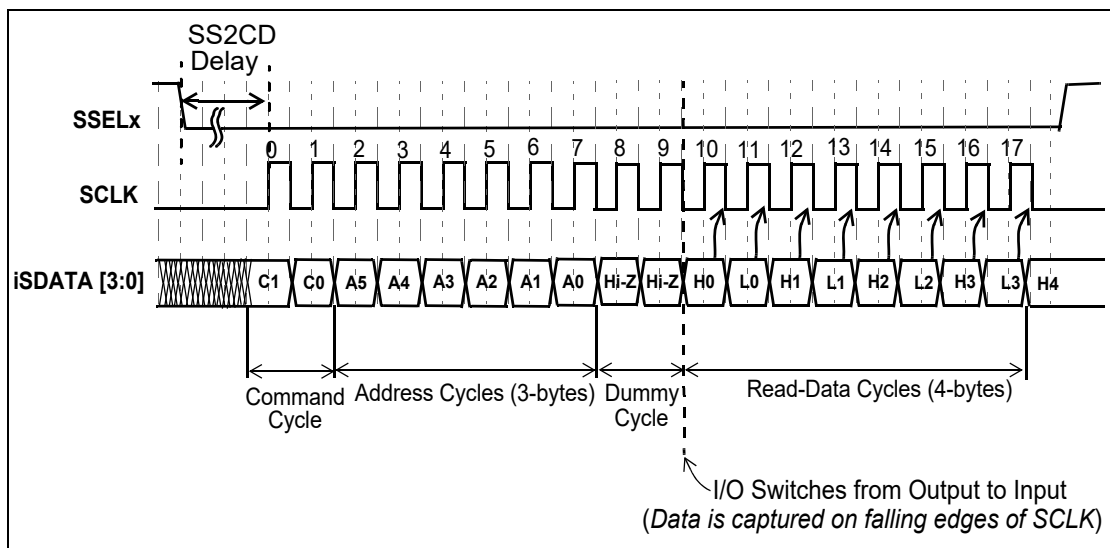 SS2CD
Delay
SSELx
0 1 2 3 4 5 6 7 8 9 10 11 12 13 14 15 16 17
SCLK
iSDATA [3:0]
C1 C0 A5 A4 A3 A2 A1 A0 Hi-Z Hi-Z H0 L0 H1 L1 H2 L2 H3 L3 H4
Command
Cycle
Address Cycles (3-bytes)
Dummy
Cycle
Read-Data Cycles (4-bytes)
I/O Switches from Output to Input
(Data is captured on falling edges of SCLK)